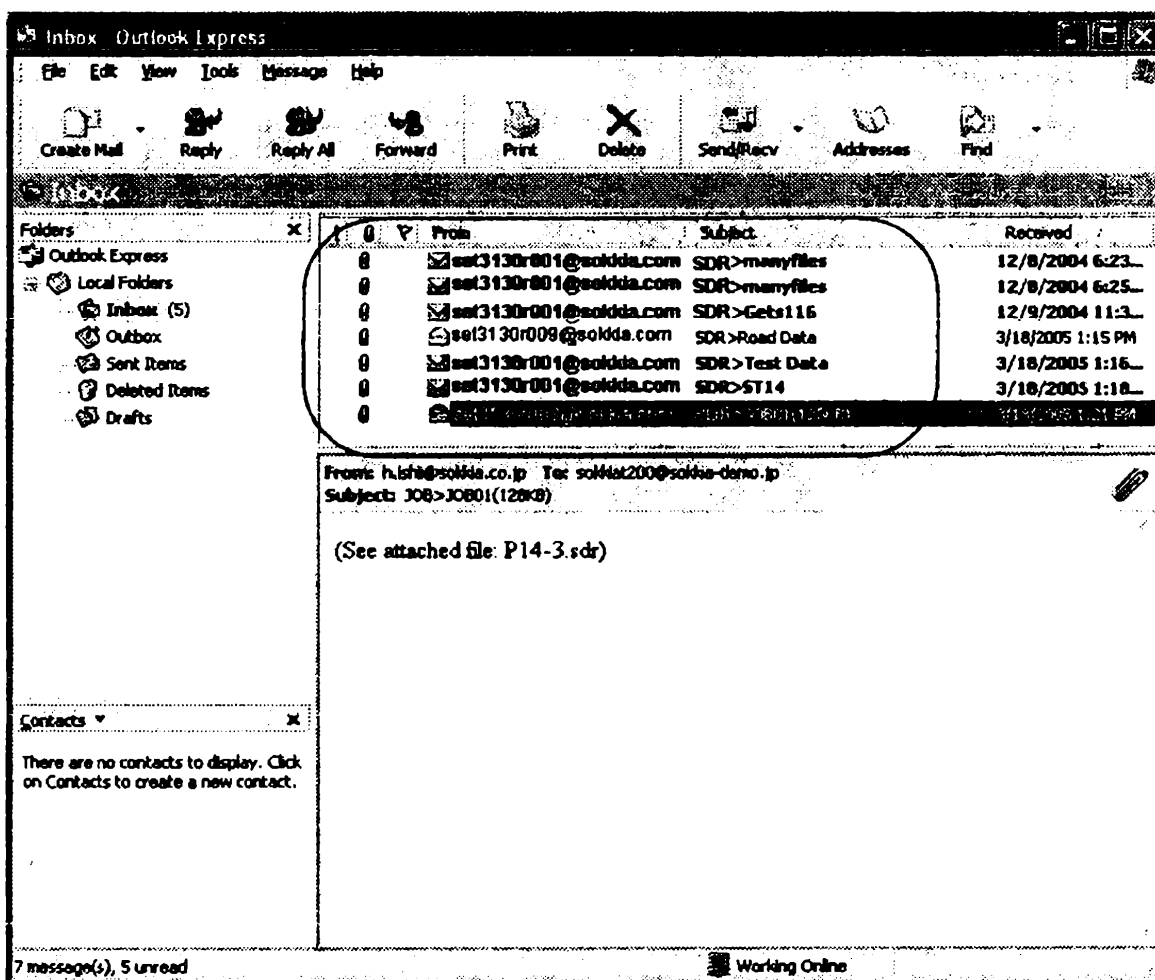 Inbox - Outlook Express
File Edit View Tools Message Help
Create Mail Reply Reply All Forward Print Delete Send/Recv Addresses Find
Inbox
Folders
Outlook Express
Local Folders
Inbox (5)
Outbox
Sent Items
Deleted Items
Drafts
! From Subject Received
set3130r001@sokkia.com SDR>manyfiles 12/8/2004 6:23...
set3130r001@sokkia.com SDR>manyfiles 12/8/2004 6:25...
set3130r001@sokkia.com SDR>Gets116 12/9/2004 11:3...
set3130r009@sokkia.com SDR>Road Data 3/18/2005 1:15 PM
set3130r001@sokkia.com SDR>Test Data 3/18/2005 1:16...
set3130r001@sokkia.com SDR>ST14 3/18/2005 1:18...
From: h.ishi@sokkia.co.jp To: sokkiat200@sokkia-demo.jp
Subject: JOB>JOB01(128KB)
(See attached file: P14-3.sdr)
Contacts
There are no contacts to display. Click
on Contacts to create a new contact.
7 message(s), 5 unread Working Online